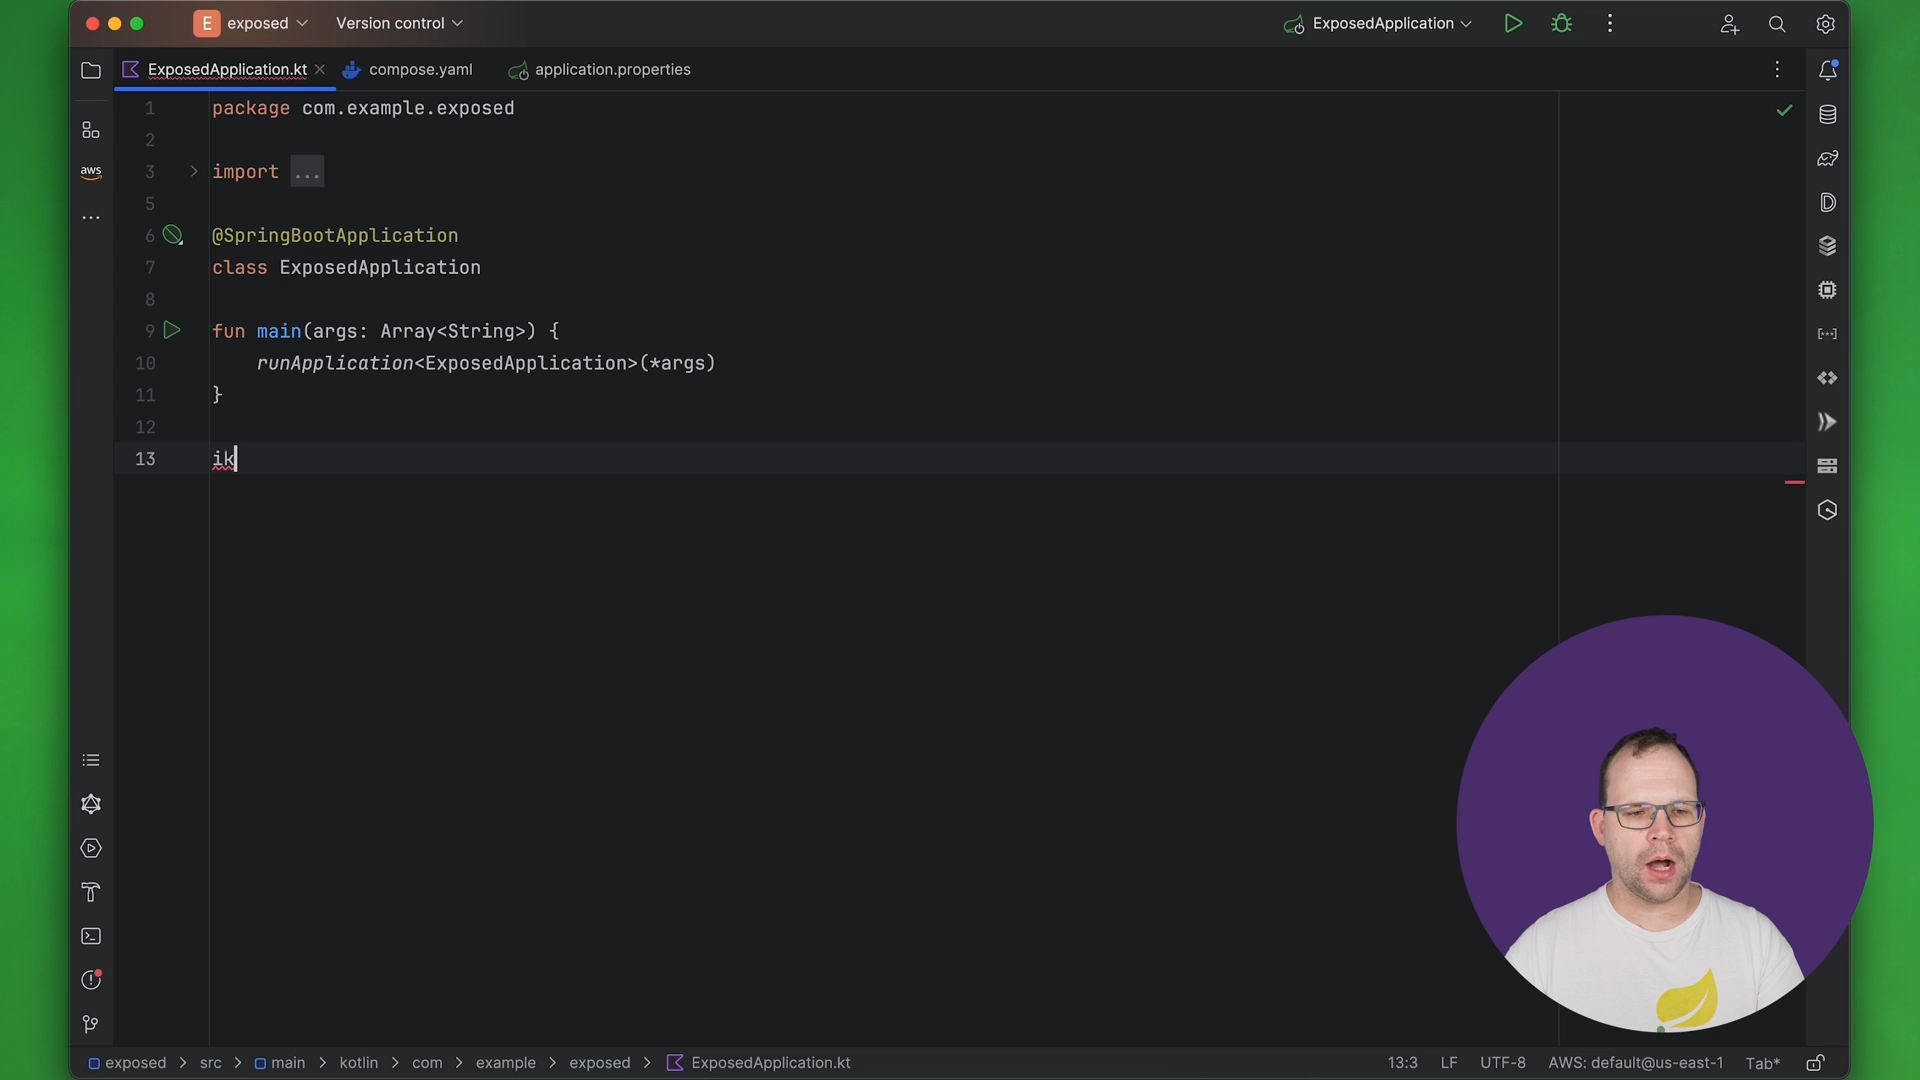 E exposed Version control ExposedApplication
ExposedApplication.kt compose.yaml application.properties
1 package com.example.exposed
2
3 import ...
5
6 @SpringBootApplication
7 class ExposedApplication
8
9 fun main(args: Array<String>) {
10 runApplication<ExposedApplication>(*args)
11 }
12
13 ik
aws
D
exposed > src > main > kotlin > com > example > exposed > ExposedApplication.kt 13:3 LF UTF-8 AWS: default@us-east-1 Tab*